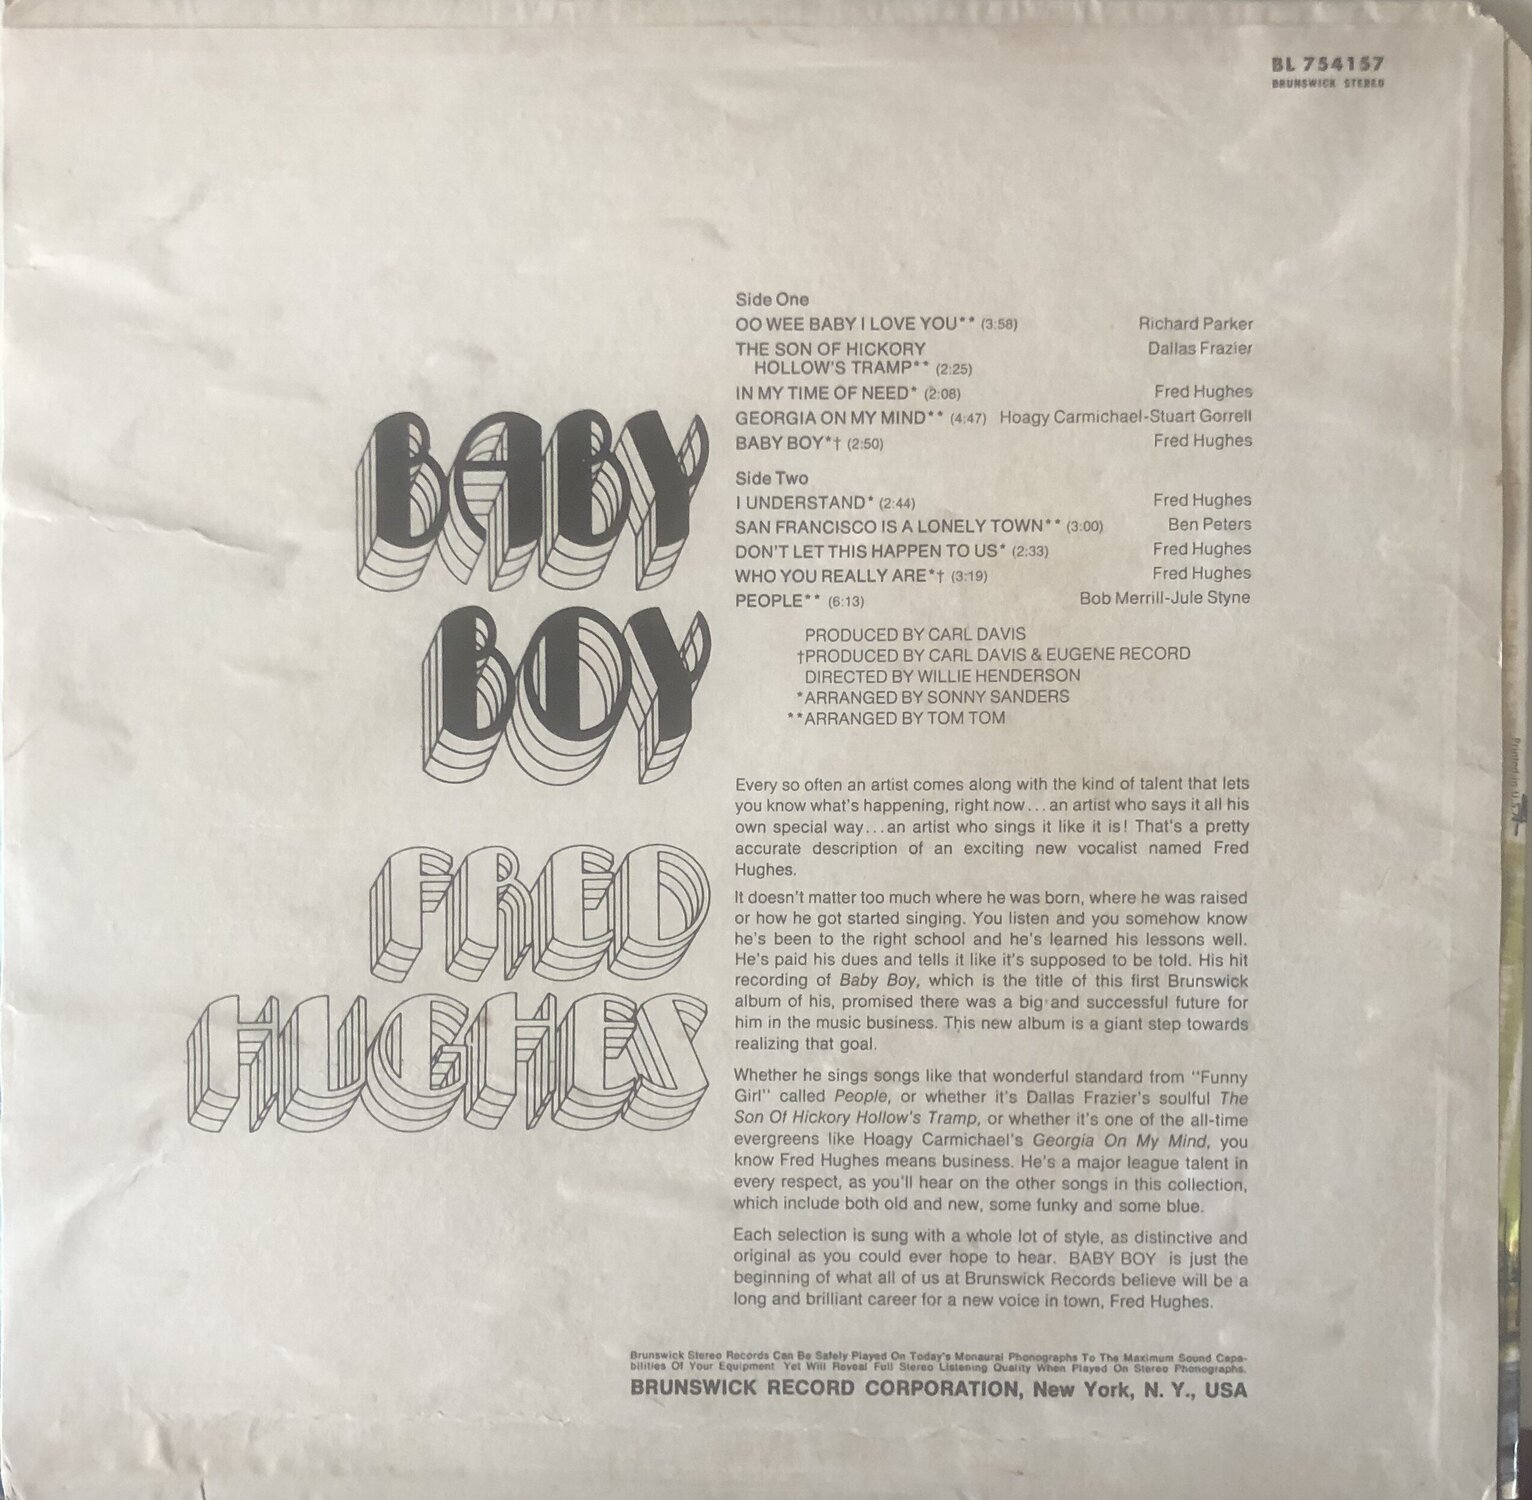 BL 754157
BRUNSWICK STEREO
Side One
OO WEE BABY I LOVE YOU** (3:58) Richard Parker
THE SON OF HICKORY Dallas Frazier
HOLLOW'S TRAMP** (2:25)
IN MY TIME OF NEED* (2:08) Fred Hughes
GEORGIA ON MY MIND** (4:47) Hoagy Carmichael-Stuart Gorrell
BABY BOY*† (2:50) Fred Hughes
Side Two
I UNDERSTAND* (2:44) Fred Hughes
SAN FRANCISCO IS A LONELY TOWN** (3:00) Ben Peters
DON'T LET THIS HAPPEN TO US* (2:33) Fred Hughes
WHO YOU REALLY ARE*† (3:19) Fred Hughes
PEOPLE** (6:13) Bob Merrill-Jule Styne
PRODUCED BY CARL DAVIS
†PRODUCED BY CARL DAVIS & EUGENE RECORD
DIRECTED BY WILLIE HENDERSON
*ARRANGED BY SONNY SANDERS
**ARRANGED BY TOM TOM
BABY
BOY
FRED
HUGHES
Every so often an artist comes along with the kind of talent that lets
you know what's happening, right now...an artist who says it all his
own special way...an artist who sings it like it is! That's a pretty
accurate description of an exciting new vocalist named Fred
Hughes.
It doesn't matter too much where he was born, where he was raised
or how he got started singing. You listen and you somehow know
he's been to the right school and he's learned his lessons well.
He's paid his dues and tells it like it's supposed to be told. His hit
recording of Baby Boy, which is the title of this first Brunswick
album of his, promised there was a big and successful future for
him in the music business. This new album is a giant step towards
realizing that goal.
Whether he sings songs like that wonderful standard from "Funny
Girl" called People, or whether it's Dallas Frazier's soulful The
Son Of Hickory Hollow's Tramp, or whether it's one of the all-time
evergreens like Hoagy Carmichael's Georgia On My Mind, you
know Fred Hughes means business. He's a major league talent in
every respect, as you'll hear on the other songs in this collection,
which include both old and new, some funky and some blue.
Each selection is sung with a whole lot of style, as distinctive and
original as you could ever hope to hear. BABY BOY is just the
beginning of what all of us at Brunswick Records believe will be a
long and brilliant career for a new voice in town, Fred Hughes.
Brunswick Stereo Records Can Be Safely Played On Today's Monaural Phonographs To The Maximum Sound Capa-
bilities Of Your Equipment Yet Will Reveal Full Stereo Listening Quality When Played On Stereo Phonographs.
BRUNSWICK RECORD CORPORATION, New York, N. Y., USA
Printed in U.S.A.